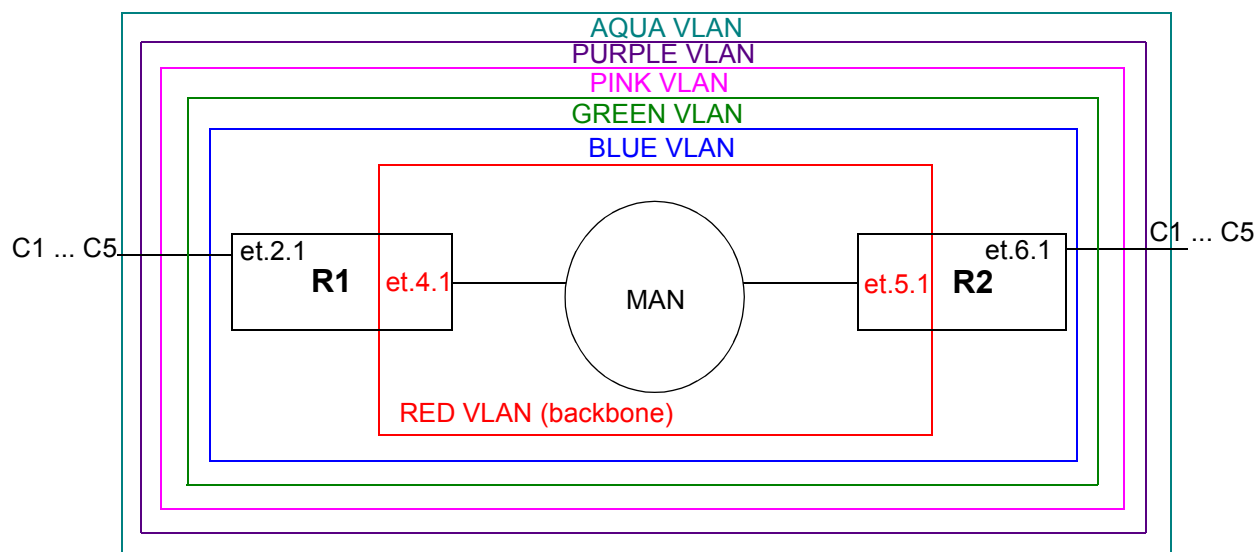 AQUA VLAN
PURPLE VLAN
PINK VLAN
GREEN VLAN
BLUE VLAN
C1 ... C5
et.2.1
R1
et.4.1
MAN
et.5.1
et.6.1
R2
C1 ... C5
RED VLAN (backbone)